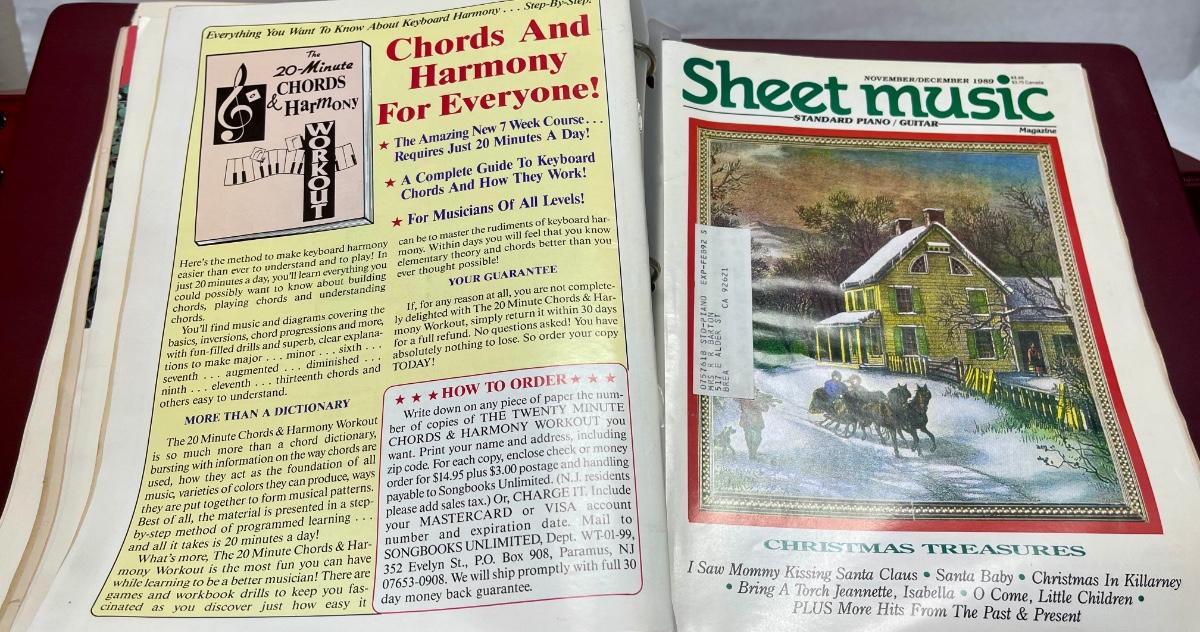 Everything You Want To Know About Keyboard Harmony . . . Step-By-Step!
The
20-Minute
CHORDS
& Harmony
WORKOUT
Chords And
Harmony
For Everyone!
★ The Amazing New 7 Week Course . . .
Requires Just 20 Minutes A Day!
★ A Complete Guide To Keyboard
Chords And How They Work!
★ For Musicians Of All Levels!
Here's the method to make keyboard harmony
easier than ever to understand and to play! In
just 20 minutes a day, you'll learn everything you
could possibly want to know about building
chords, playing chords and understanding
chords.
You'll find music and diagrams covering the
basics, inversions, chord progressions and more,
with fun-filled drills and superb, clear explana-
tions to make major . . . minor . . . sixth . . .
seventh . . . augmented . . . diminished . . .
ninth . . . eleventh . . . thirteenth chords and
others easy to understand.
MORE THAN A DICTIONARY
The 20 Minute Chords & Harmony Workout
is so much more than a chord dictionary,
bursting with information on the way chords are
used, how they act as the foundation of all
music, varieties of colors they can produce, ways
they are put together to form musical patterns.
Best of all, the material is presented in a step-
by-step method of programmed learning . . .
and all it takes is 20 minutes a day!
What's more, The 20 Minute Chords & Har-
mony Workout is the most fun you can have
while learning to be a better musician! There are
games and workbook drills to keep you fas-
cinated as you discover just how easy it
can be to master the rudiments of keyboard har-
mony. Within days you will feel that you know
elementary theory and chords better than you
ever thought possible!
YOUR GUARANTEE
If, for any reason at all, you are not complete-
ly delighted with The 20 Minute Chords & Har-
mony Workout, simply return it within 30 days
for a full refund. No questions asked! You have
absolutely nothing to lose. So order your copy
TODAY!
★ ★ ★ HOW TO ORDER ★ ★ ★
Write down on any piece of paper the num-
ber of copies of THE TWENTY MINUTE
CHORDS & HARMONY WORKOUT you
want. Print your name and address, including
zip code. For each copy, enclose check or money
order for $14.95 plus $3.00 postage and handling
payable to Songbooks Unlimited. (N.J. residents
please add sales tax.) Or, CHARGE IT. Include
your MASTERCARD or VISA account
number and expiration date. Mail to
SONGBOOKS UNLIMITED, Dept. WT-01-99,
352 Evelyn St., P.O. Box 908, Paramus, NJ
07653-0908. We will ship promptly with full 30
day money back guarantee.
NOVEMBER/DECEMBER 1989
$3.75 Canada
Sheet music
STANDARD PIANO / GUITAR
Magazine
0757618 STD-PIANO EXP-FEB92 S
MRS R BARTON
517 E ALDER ST
BREA CA 92621
CHRISTMAS TREASURES
I Saw Mommy Kissing Santa Claus • Santa Baby • Christmas In Killarney
• Bring A Torch Jeannette, Isabella • O Come, Little Children •
PLUS More Hits From The Past & Present